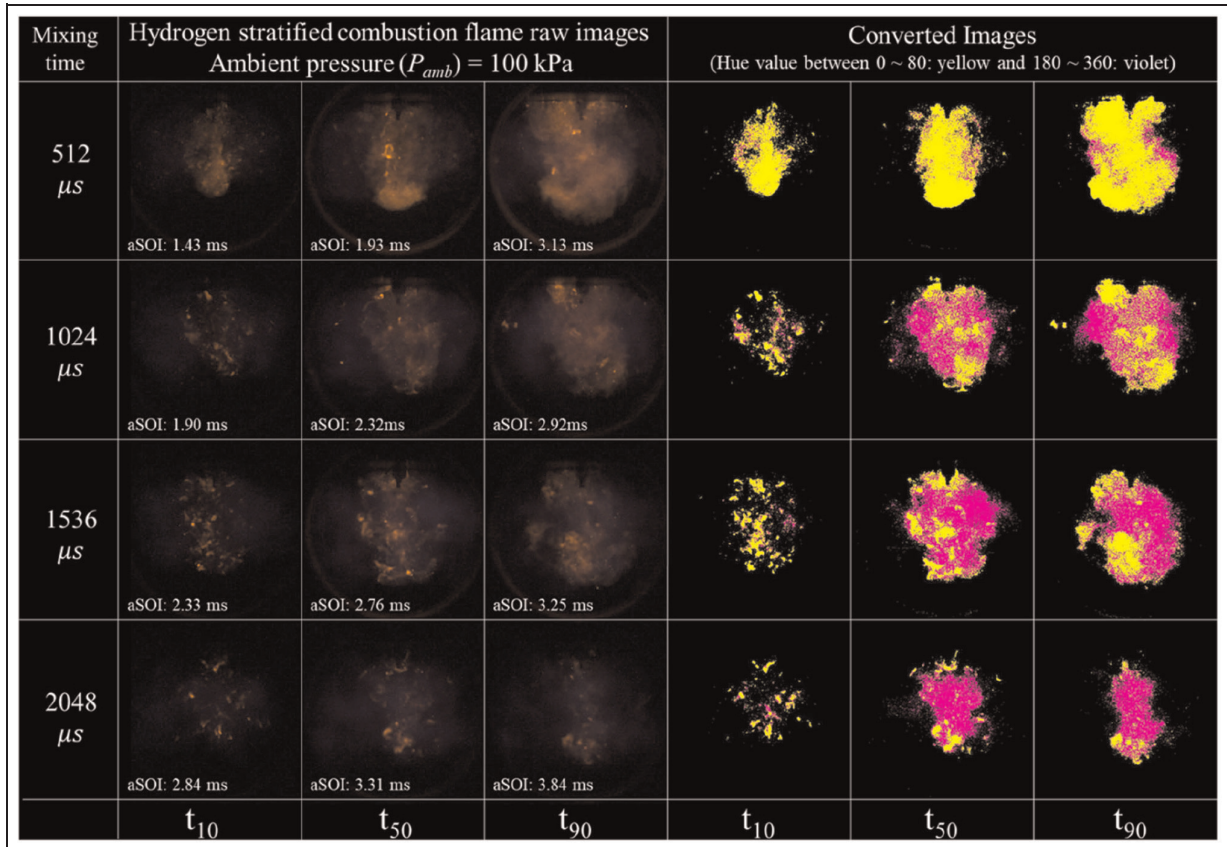 Mixing
time
Hydrogen stratified combustion flame raw images
Ambient pressure (P_amb) = 100 kPa
Converted Images
(Hue value between 0 ~ 80: yellow and 180 ~ 360: violet)
512
μs
aSOI: 1.43 ms
aSOI: 1.93 ms
aSOI: 3.13 ms
1024
μs
aSOI: 1.90 ms
aSOI: 2.32ms
aSOI: 2.92ms
1536
μs
aSOI: 2.33 ms
aSOI: 2.76 ms
aSOI: 3.25 ms
2048
μs
aSOI: 2.84 ms
aSOI: 3.31 ms
aSOI: 3.84 ms
t10
t50
t90
t10
t50
t90